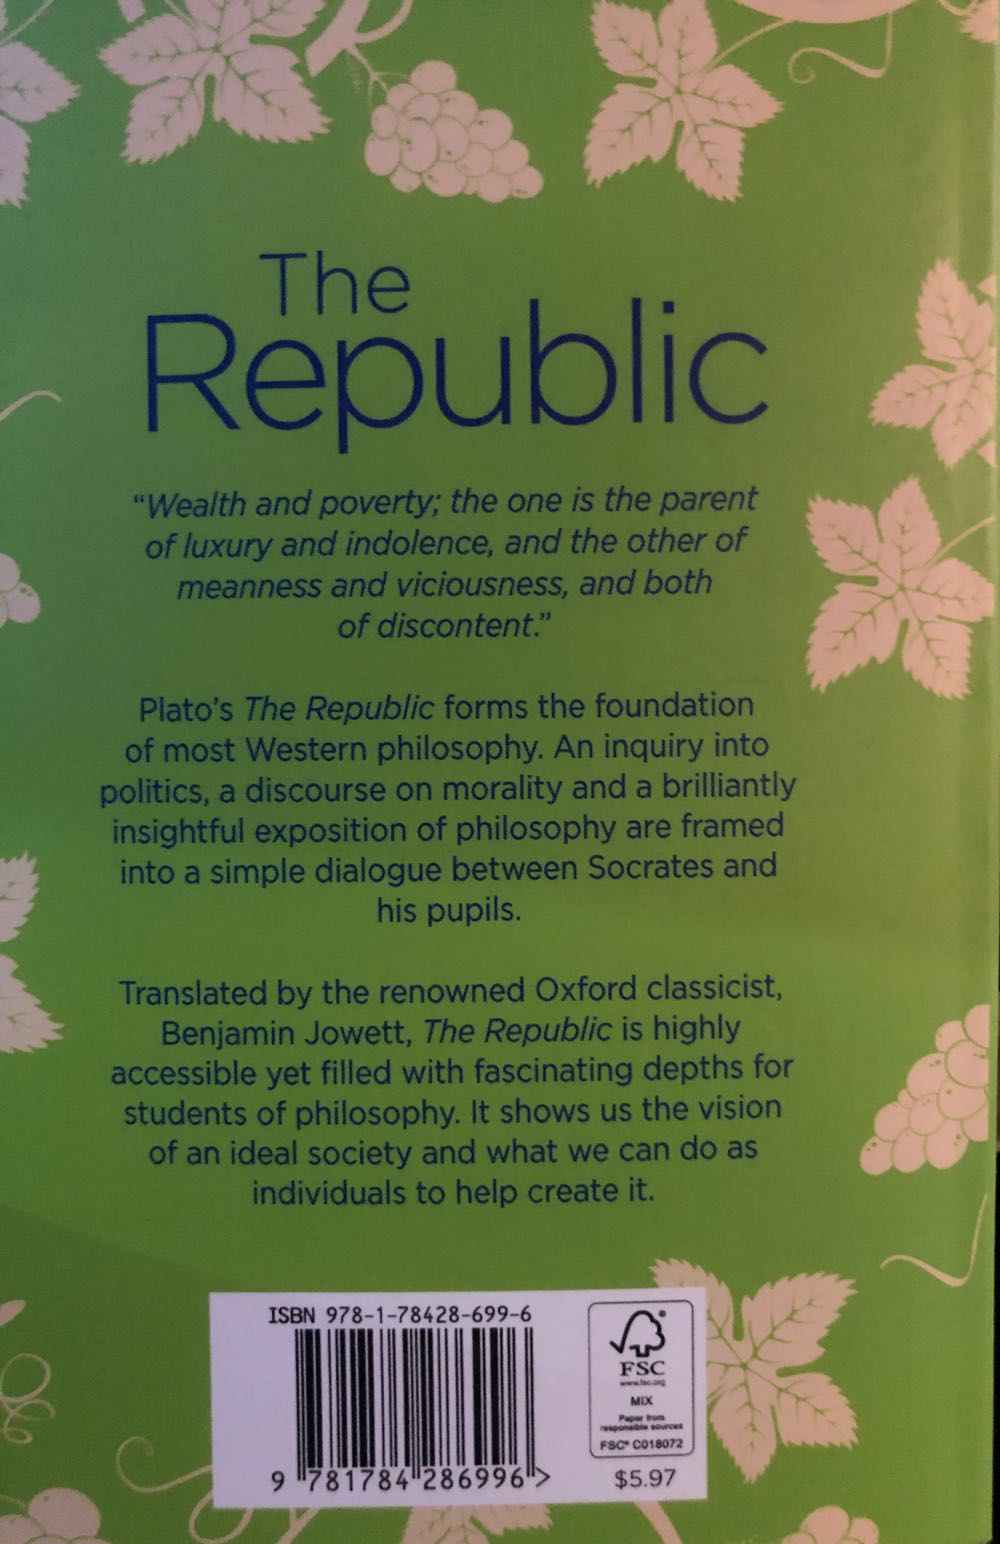 The
Republic
“Wealth and poverty; the one is the parent
of luxury and indolence, and the other of
meanness and viciousness, and both
of discontent.”
Plato’s The Republic forms the foundation
of most Western philosophy. An inquiry into
politics, a discourse on morality and a brilliantly
insightful exposition of philosophy are framed
into a simple dialogue between Socrates and
his pupils.
Translated by the renowned Oxford classicist,
Benjamin Jowett, The Republic is highly
accessible yet filled with fascinating depths for
students of philosophy. It shows us the vision
of an ideal society and what we can do as
individuals to help create it.
ISBN 978-1-78428-699-6
9 781784 286996 >
FSC
www.fsc.org
MIX
Paper from
responsible sources
FSC® C018072
$5.97